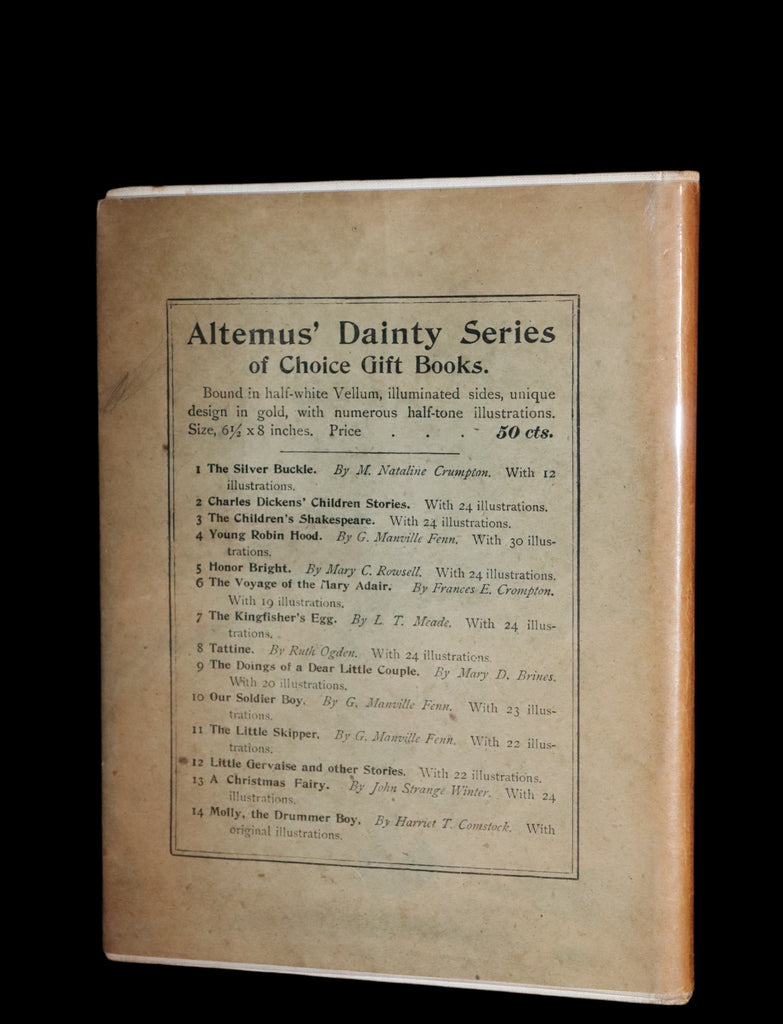 Altemus' Dainty Series
of Choice Gift Books.
Bound in half-white Vellum, illuminated sides, unique
design in gold, with numerous half-tone illustrations.
Size, 6½ x 8 inches. Price . . . 50 cts.
1 The Silver Buckle. By M. Nataline Crumpton. With 12
illustrations.
2 Charles Dickens' Children Stories. With 24 illustrations.
3 The Children's Shakespeare. With 24 illustrations.
4 Young Robin Hood. By G. Manville Fenn. With 30 illus-
trations.
5 Honor Bright. By Mary C. Rowsell. With 24 illustrations.
6 The Voyage of the Mary Adair. By Frances E. Crompton.
With 19 illustrations.
7 The Kingfisher's Egg. By L. T. Meade. With 24 illus-
trations.
8 Tattine. By Ruth Ogden. With 24 illustrations.
9 The Doings of a Dear Little Couple. By Mary D. Brines.
With 20 illustrations.
10 Our Soldier Boy. By G. Manville Fenn. With 23 illus-
trations.
11 The Little Skipper. By G. Manville Fenn. With 22 illus-
trations.
12 Little Gervaise and other Stories. With 22 illustrations.
13 A Christmas Fairy. By John Strange Winter. With 24
illustrations.
14 Molly, the Drummer Boy. By Harriet T. Comstock. With
original illustrations.